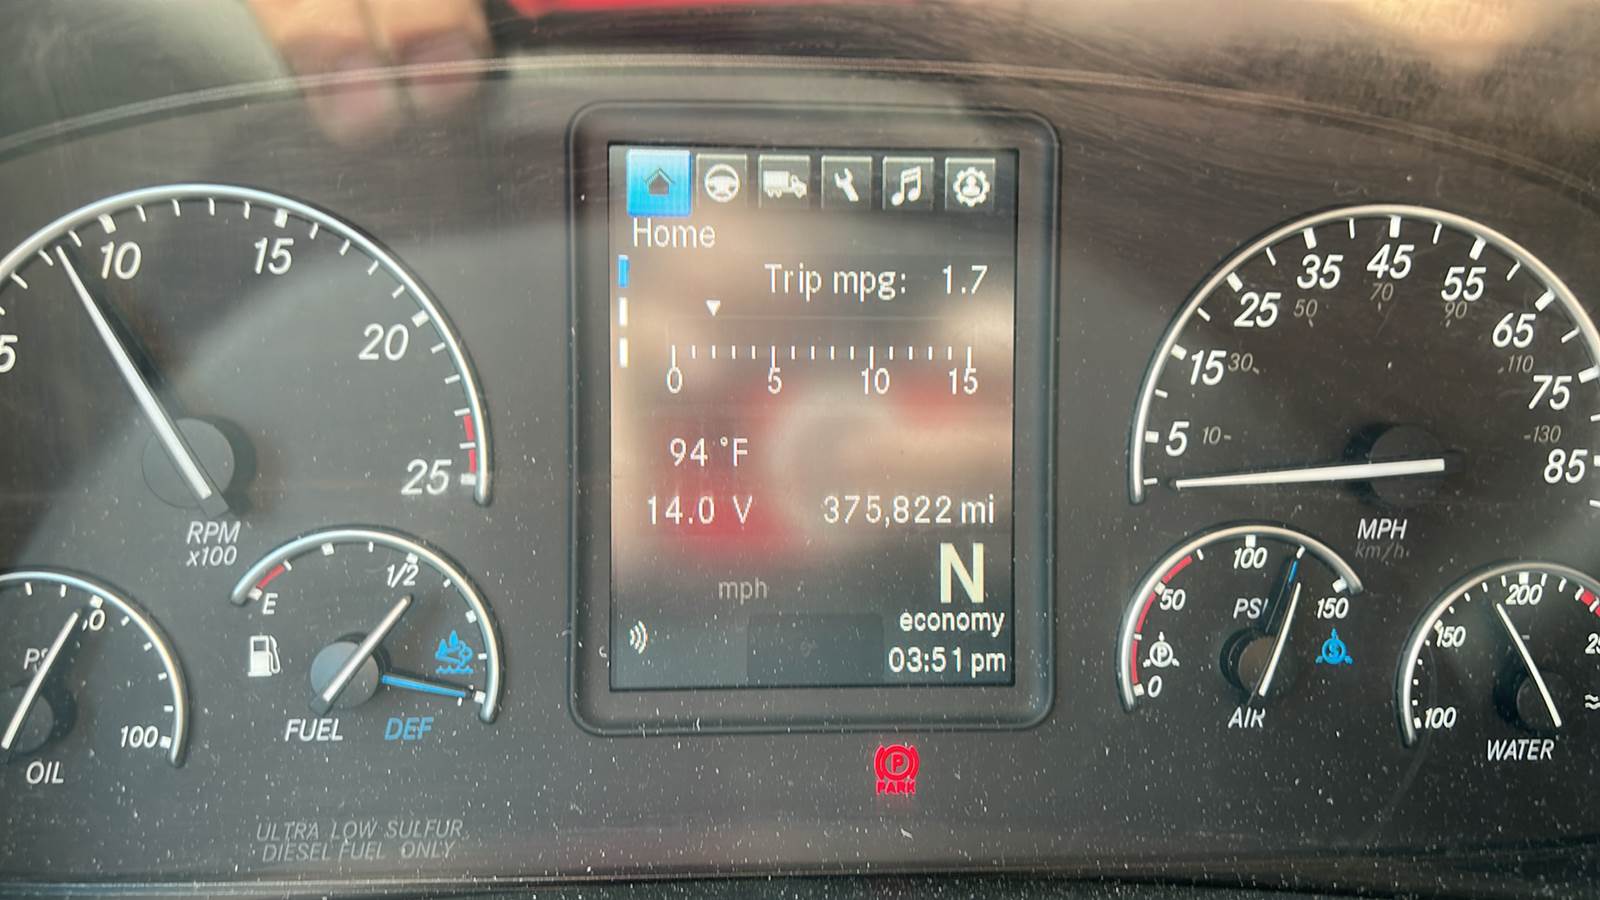 Home
Trip mpg: 1.7
0 5 10 15
94 °F
14.0 V 375,822 mi
N
mph
economy
03:51 pm
5 10 15 20 25
RPM
x100
E 1/2
FUEL DEF
100
OIL
ULTRA LOW SULFUR
DIESEL FUEL ONLY
P
PARK
5 15 25 35 45 55 65 75 85
10 30 50 70 90 110 130
MPH
km/h
0 50 100 150
PSI
P
S
AIR
100 150 200
WATER